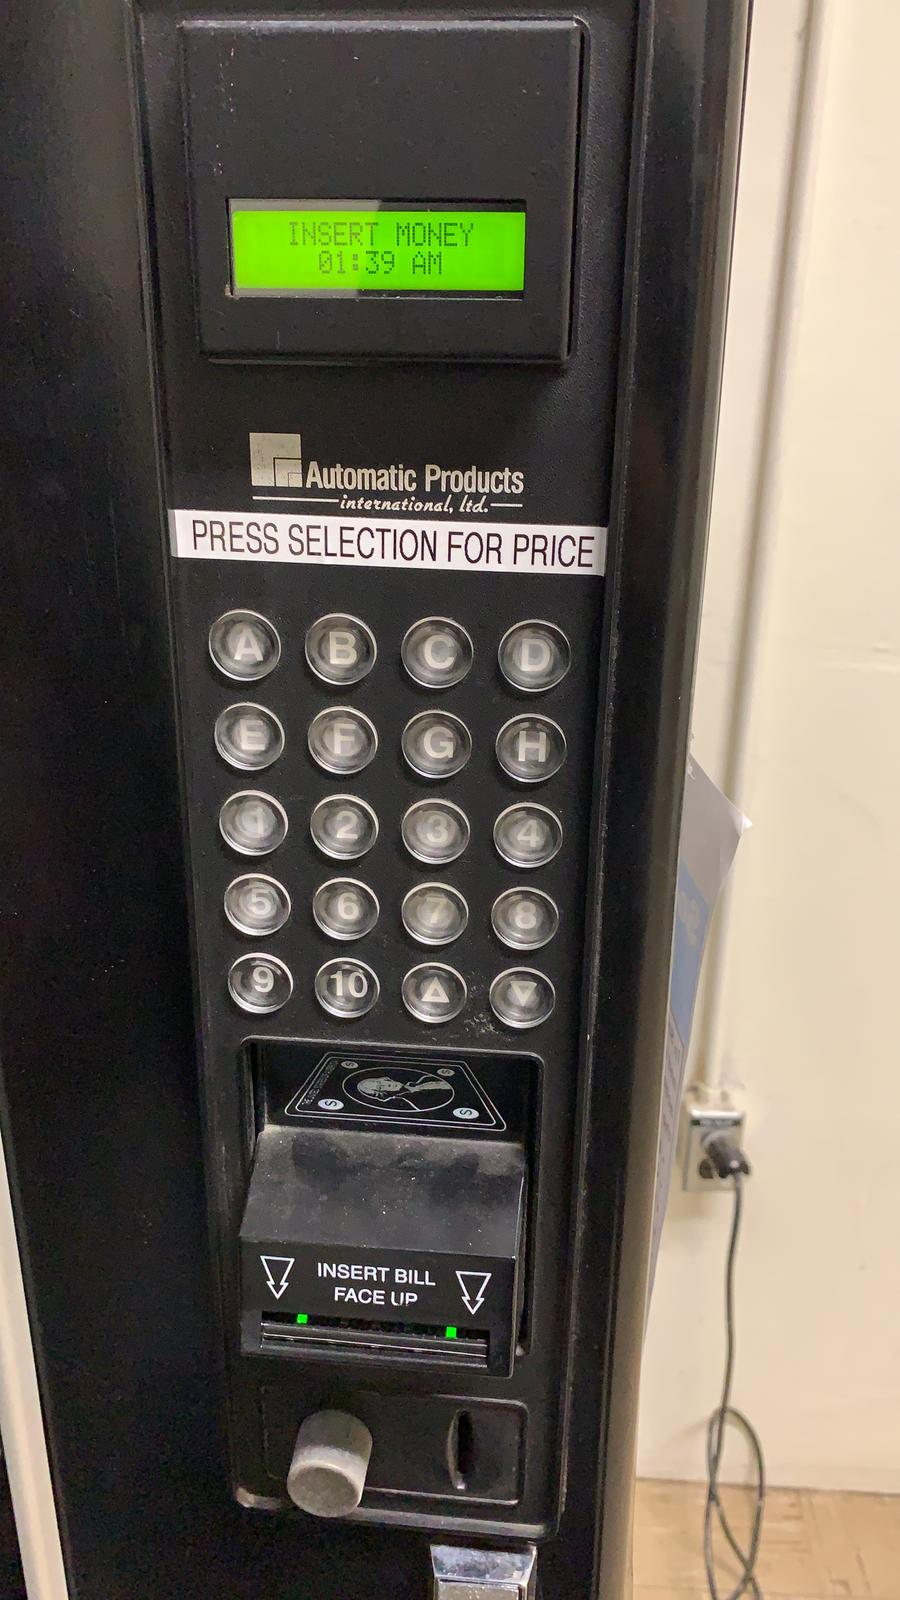 INSERT MONEY
01:39 AM
Automatic Products
international, ltd.
PRESS SELECTION FOR PRICE
A B C D
E F G H
1 2 3 4
5 6 7 8
9 10 ▲ ▼
INSERT BILL
FACE UP